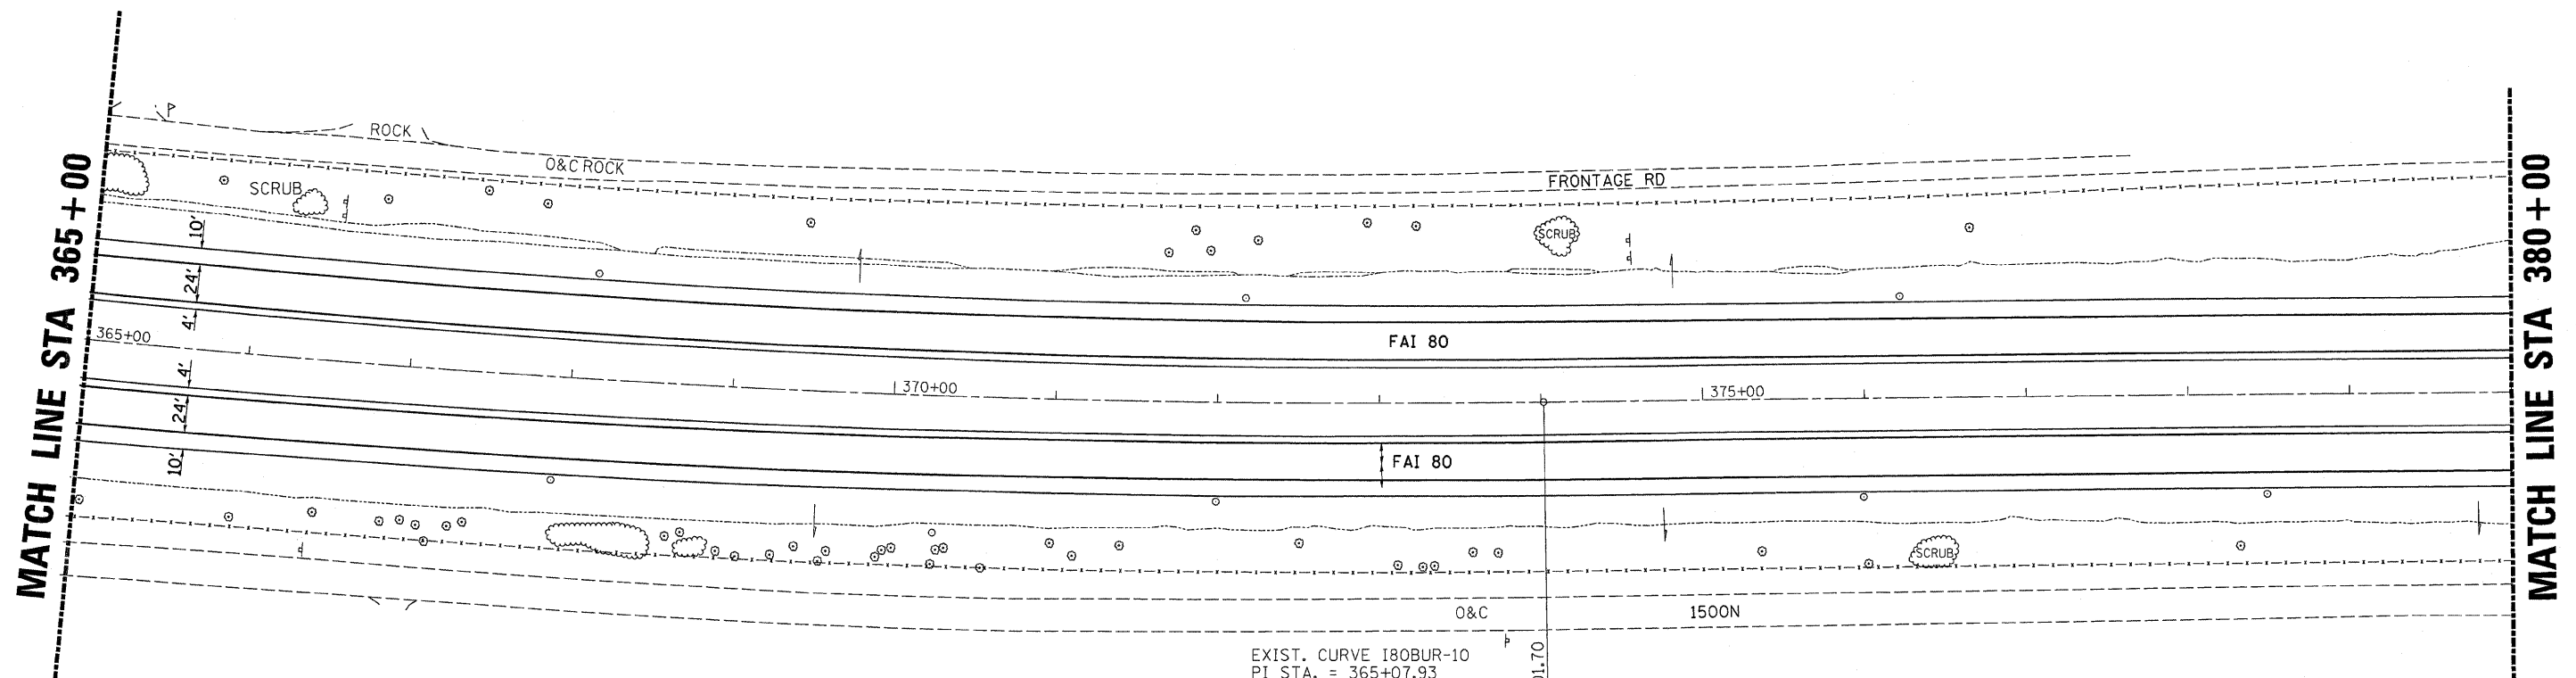 MATCH LINE STA 365+00
ROCK
O&C ROCK
SCRUB
FRONTAGE RD
SCRUB
10'
24'
4'
365+00
4'
24'
10'
FAI 80
370+00
375+00
FAI 80
SCRUB
O&C
1500N
EXIST. CURVE I80BUR-10
PI STA. = 365+07.93
MATCH LINE STA 380+00